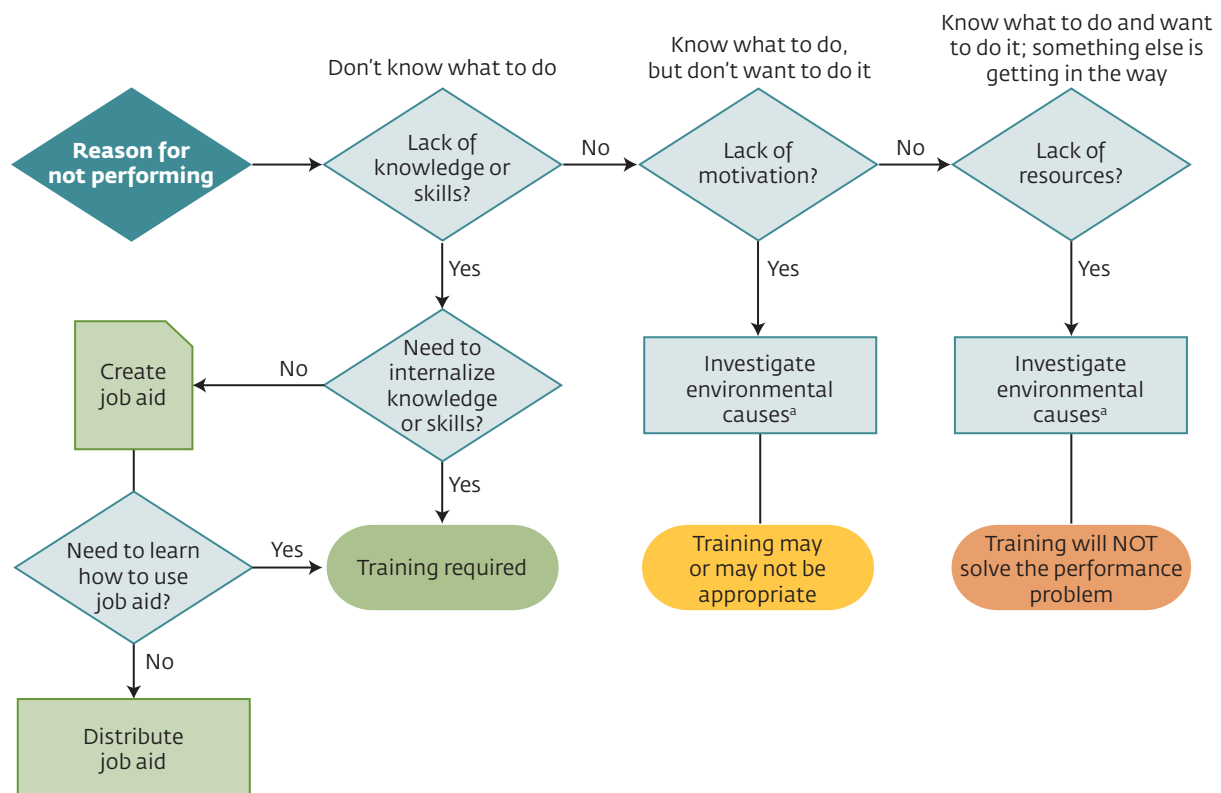 Don't know what to do
Know what to do,
but don't want to do it
Know what to do and want
to do it; something else is
getting in the way
Reason for
not performing
Lack of
knowledge or
skills?
No
Lack of
motivation?
No
Lack of
resources?
Yes
Yes
Yes
Create
job aid
No
Need to
internalize
knowledge
or skills?
Investigate
environmental
causesᵃ
Investigate
environmental
causesᵃ
Yes
Need to learn
how to use
job aid?
Yes
Training required
Training may
or may not be
appropriate
Training will NOT
solve the performance
problem
No
Distribute
job aid